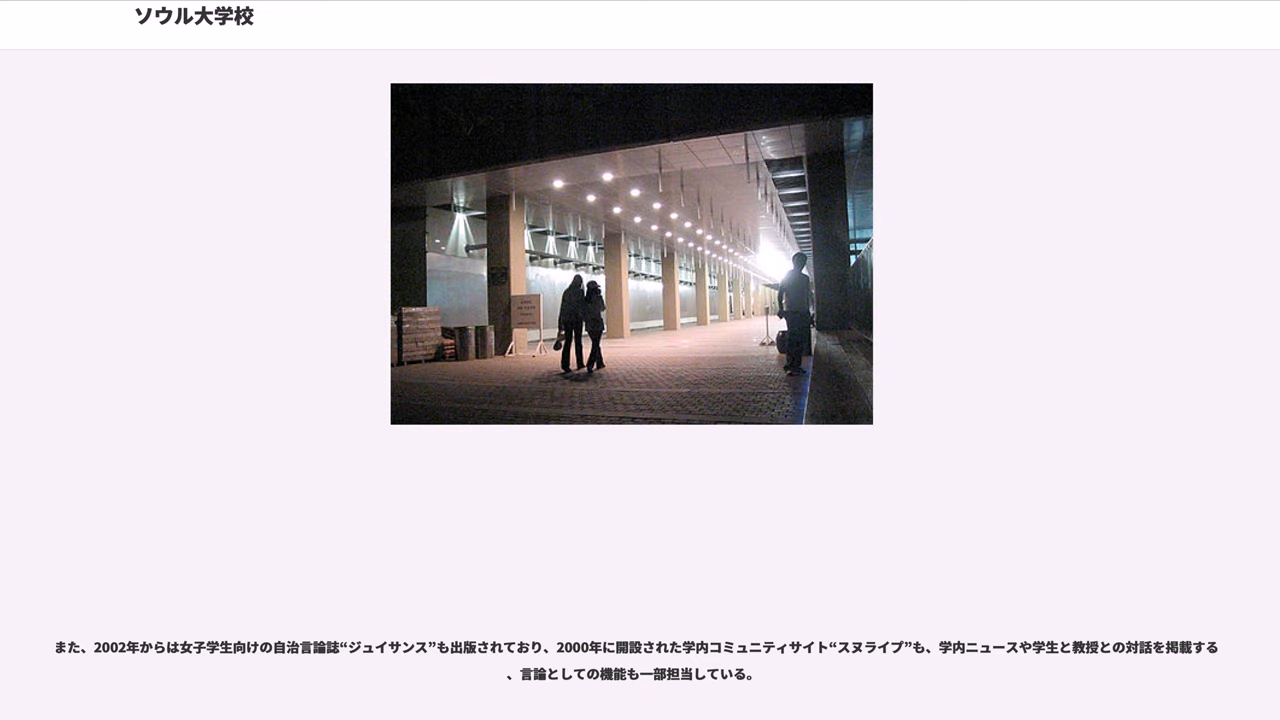 ソウル大学校
また、2002年からは女子学生向けの自治言論誌“ジュイサンス”も出版されており、2000年に開設された学内コミュニティサイト“スヌライフ”も、学内ニュースや学生と教授との対話を掲載する
、言論としての機能も一部担当している。